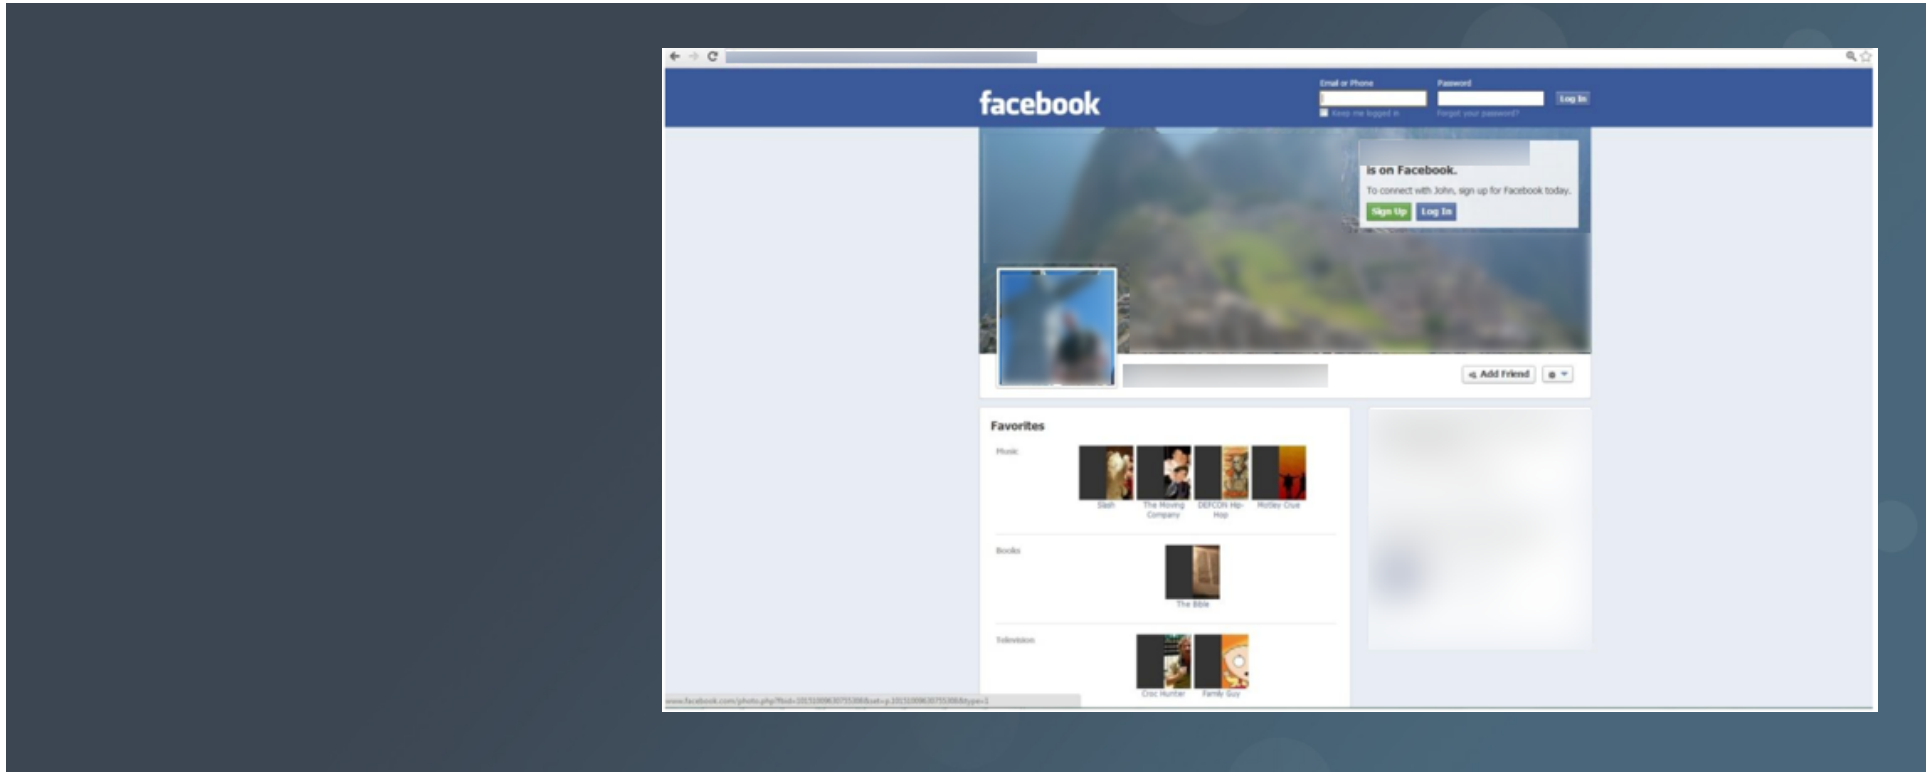 facebook
Email or Phone
Password
Log In
Keep me logged in
Forgot your password?
is on Facebook.
To connect with John, sign up for Facebook today.
Sign Up
Log In
Add Friend
Favorites
Music
Slash
The Moving
Company
DEFCON Hip-
Hop
Motley Crue
Books
The Bible
Television
Croc Hunter
Family Guy